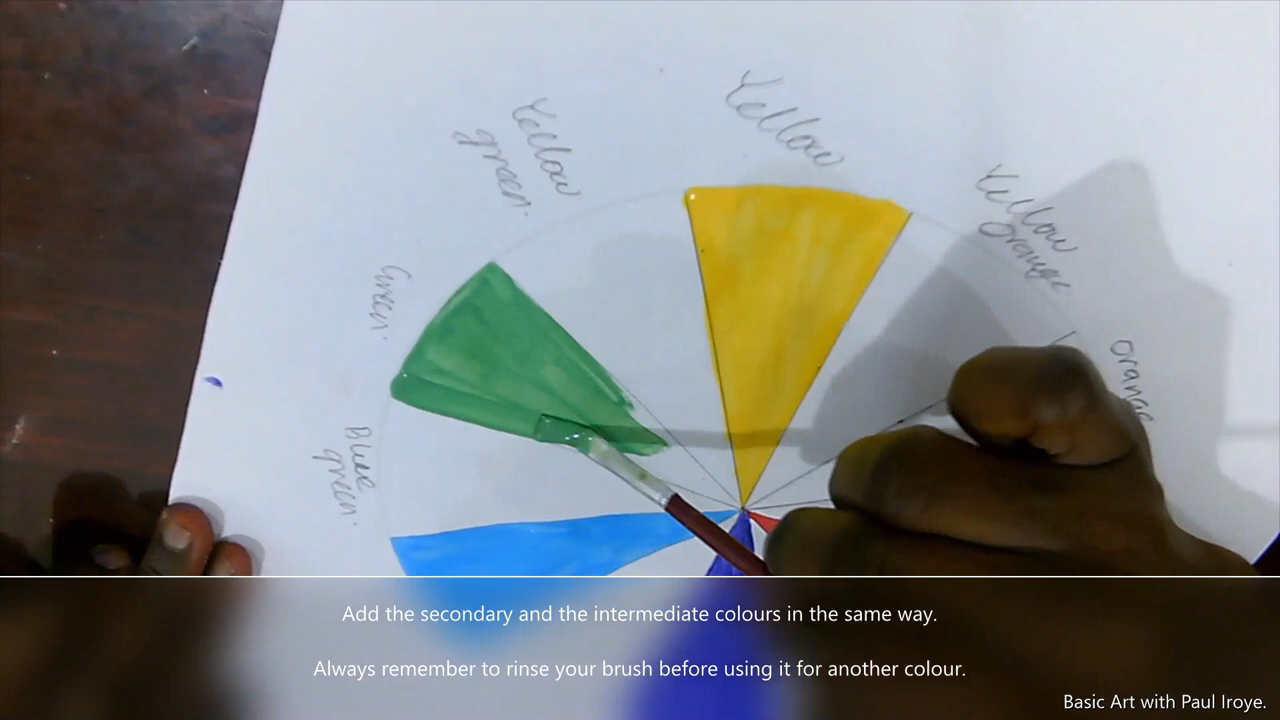 Yellow
Yellow
green.
Yellow
orange
Green.
orange
Blue
green.
Add the secondary and the intermediate colours in the same way.
Always remember to rinse your brush before using it for another colour.
Basic Art with Paul Iroye.